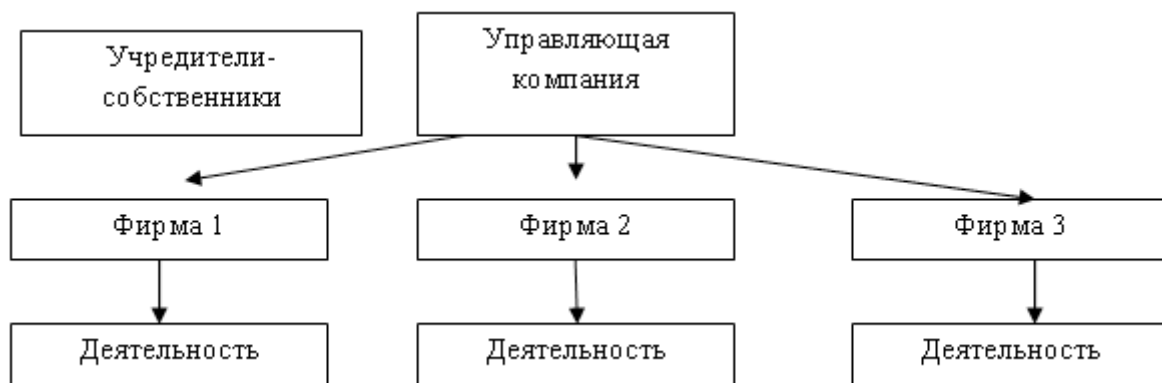 Учредители-
собственники
Управляющая
компания
Фирма 1
Фирма 2
Фирма 3
Деятельность
Деятельность
Деятельность